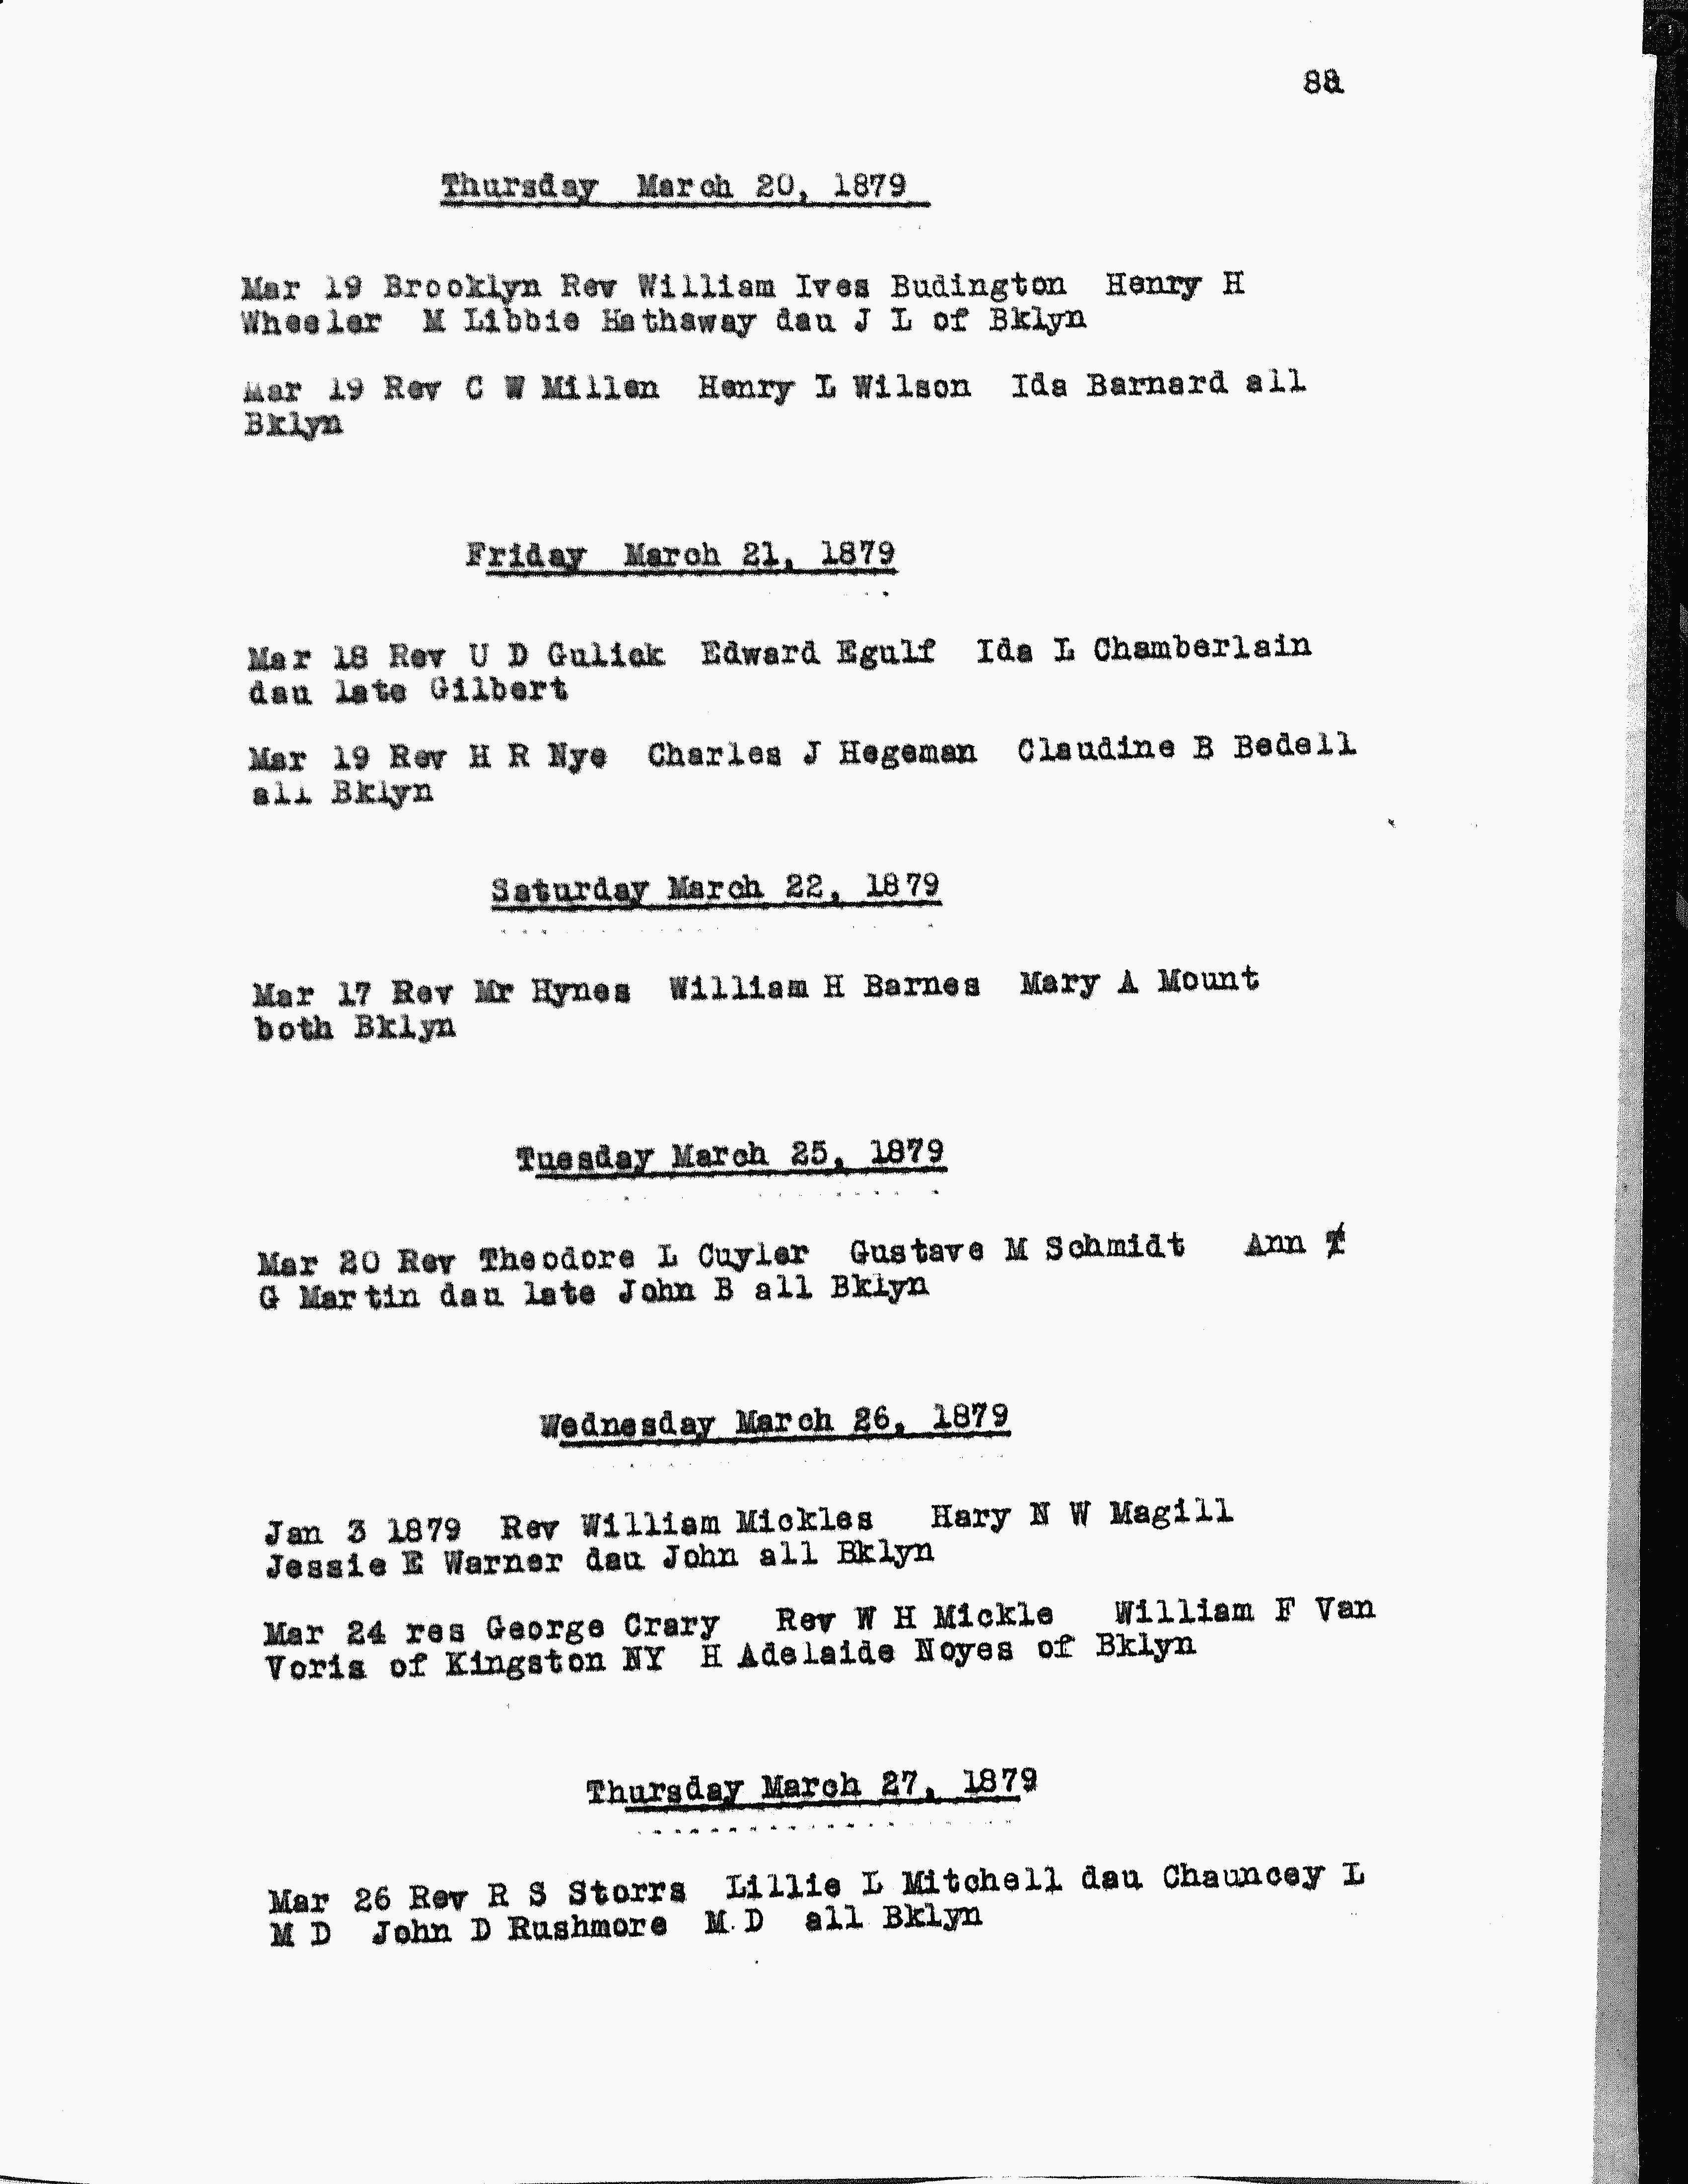 88
Thursday March 20, 1879
Mar 19 Brooklyn Rev William Ives Budington Henry H
Wheeler M Libbie Hathaway dau J L of Bklyn
Mar 19 Rev C W Millen Henry L Wilson Ida Barnard all
Bklyn
Friday March 21, 1879
Mar 18 Rev U D Gulick Edward Egulf Ida L Chamberlain
dau late Gilbert
Mar 19 Rev H R Nye Charles J Hegeman Claudine B Bedell
all Bklyn
Saturday March 22, 1879
Mar 17 Rev Mr Hynes William H Barnes Mary A Mount
both Bklyn
Tuesday March 25, 1879
Mar 20 Rev Theodore L Cuyler Gustave M Schmidt Ann
G Martin dau late John B all Bklyn
Wednesday March 26, 1879
Jan 3 1879 Rev William Mickles Hary N W Magill
Jessie E Warner dau John all Bklyn
Mar 24 res George Crary Rev W H Mickle William F Van
Voris of Kingston NY H Adelaide Noyes of Bklyn
Thursday March 27, 1879
Mar 26 Rev R S Storrs Lillie L Mitchell dau Chauncey L
M D John D Rushmore M.D all Bklyn